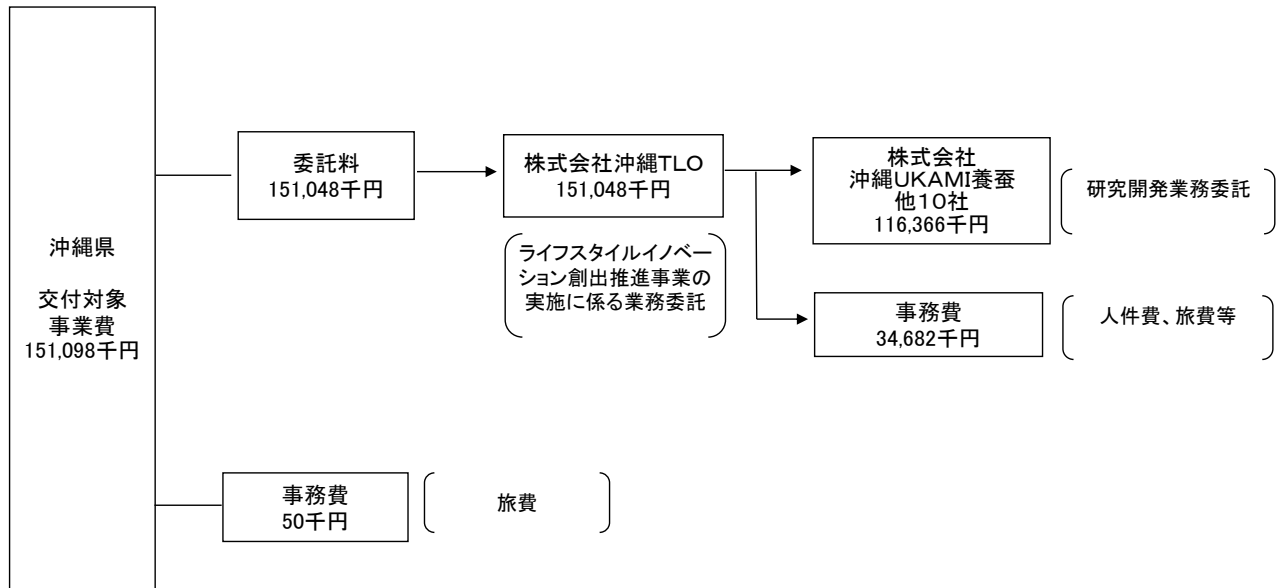 沖縄県
交付対象
事業費
151,098千円
委託料
151,048千円
株式会社沖縄TLO
151,048千円
ライフスタイルイノベー
ション創出推進事業の
実施に係る業務委託
株式会社
沖縄UKAMI養蚕
他10社
116,366千円
研究開発業務委託
事務費
34,682千円
人件費、旅費等
事務費
50千円
旅費